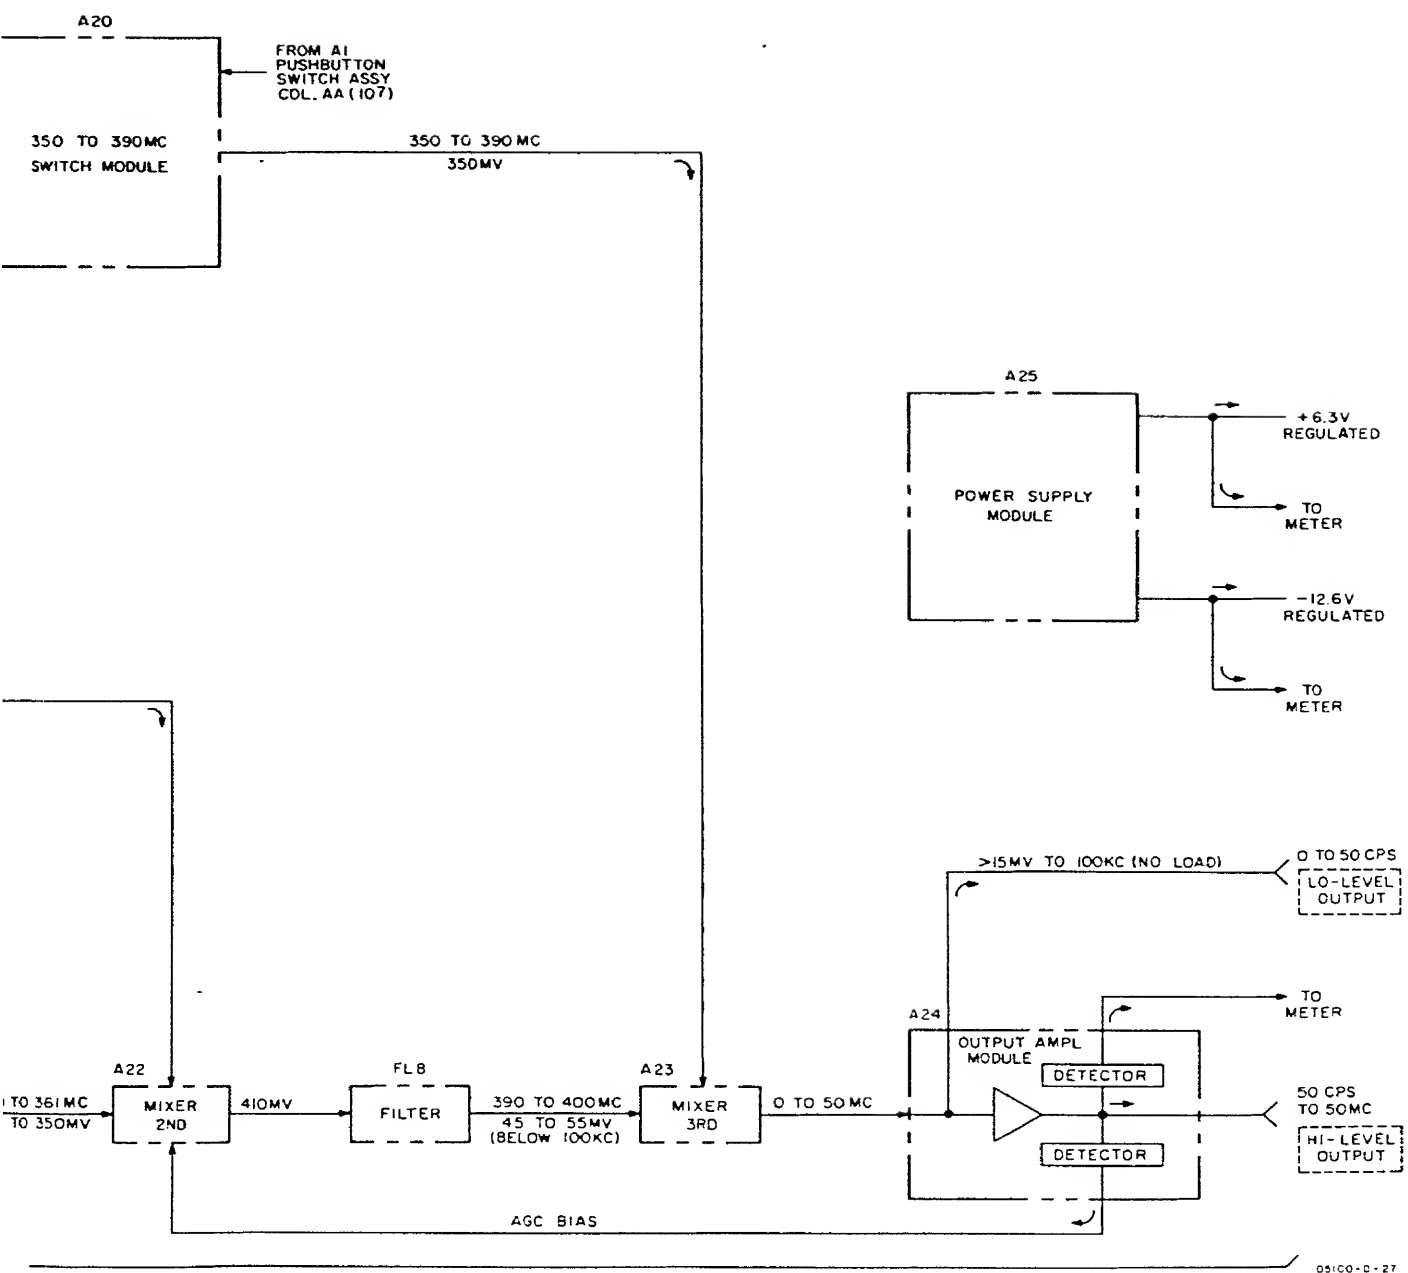 A20
FROM A1
PUSHBUTTON
SWITCH ASSY
COL. AA (107)
350 TO 390MC
SWITCH MODULE
350 TO 390MC
350MV
A25
POWER SUPPLY
MODULE
+6.3V
REGULATED
TO
METER
-12.6V
REGULATED
TO
METER
>15MV TO 100KC (NO LOAD)
0 TO 50 CPS
LO-LEVEL
OUTPUT
TO
METER
A24
OUTPUT AMPL
MODULE
DETECTOR
DETECTOR
50 CPS
TO 50MC
HI-LEVEL
OUTPUT
A22
MIXER
2ND
TO 361MC
TO 350MV
410MV
FL8
FILTER
390 TO 400MC
45 TO 55MV
(BELOW 100KC)
A23
MIXER
3RD
0 TO 50MC
AGC BIAS